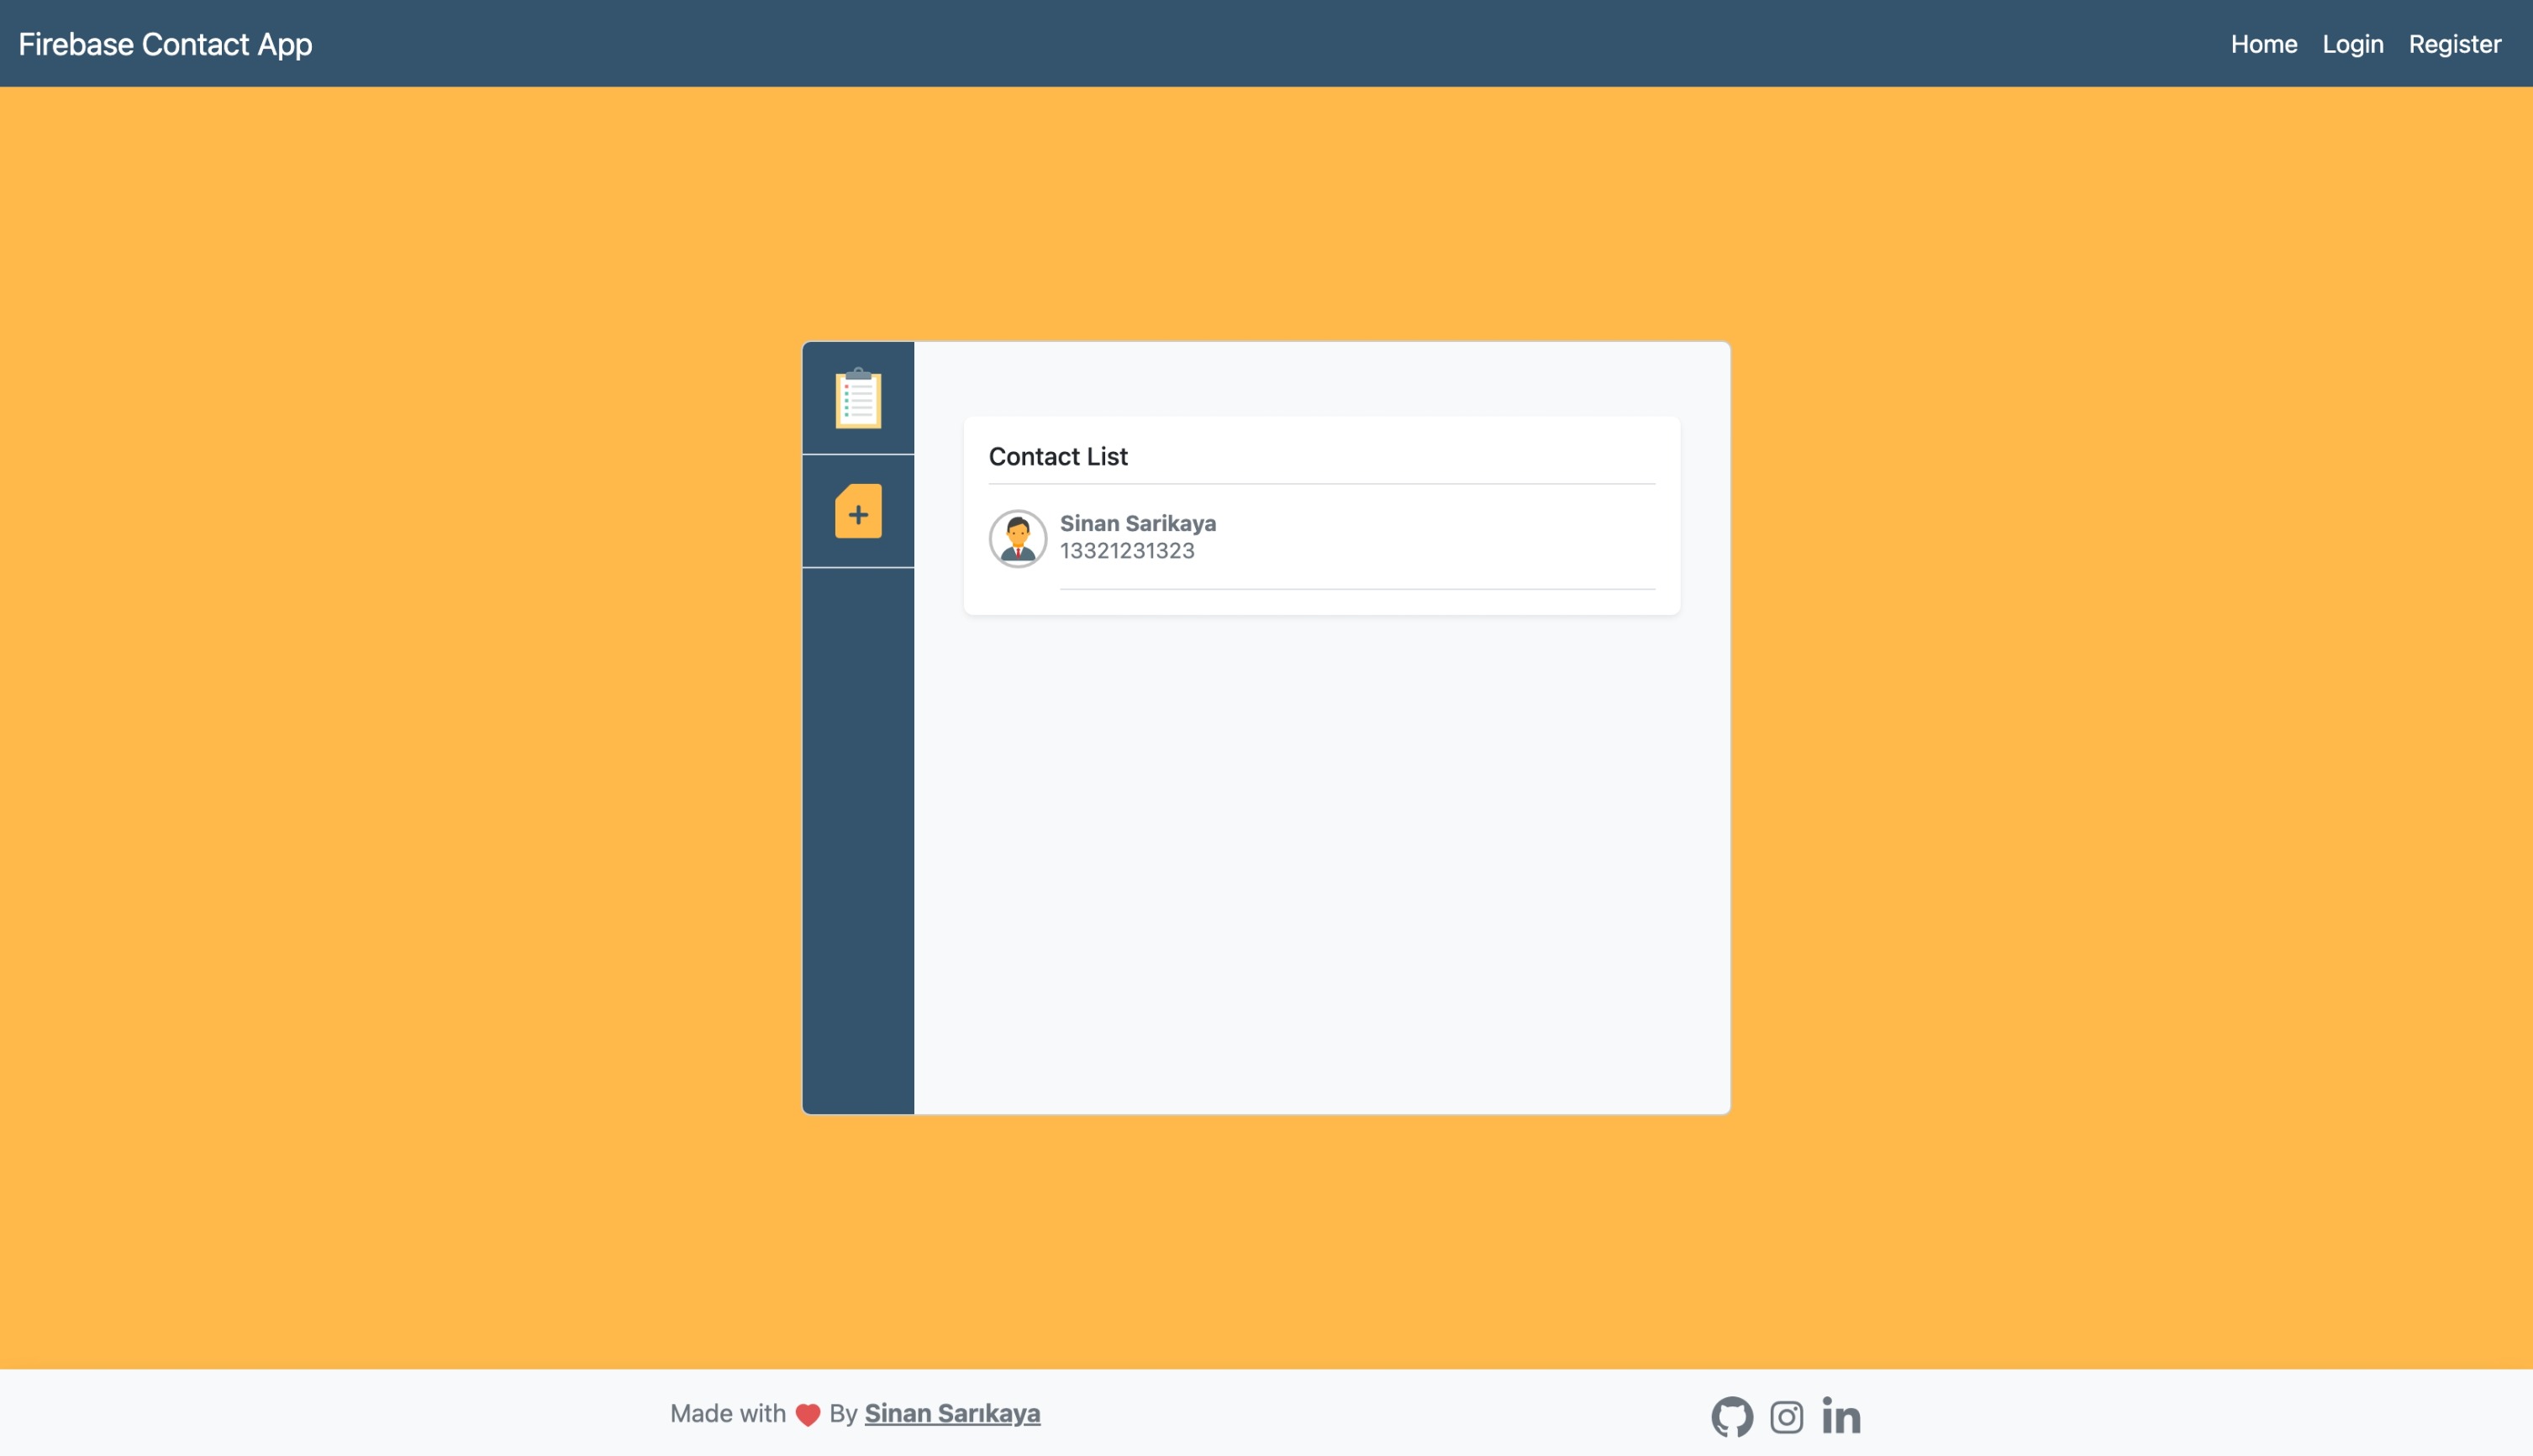 Firebase Contact App
Home Login Register
Contact List
Sinan Sarikaya
13321231323
Made with ❤ By Sinan Sarıkaya